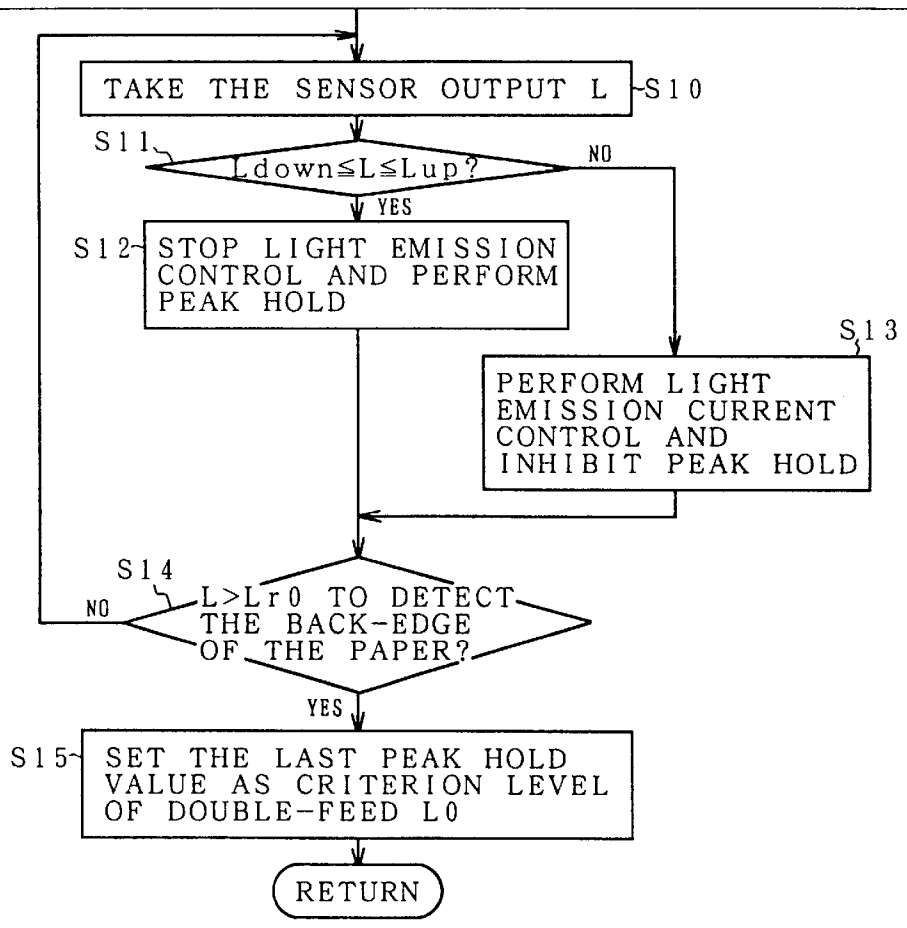 TAKE THE SENSOR OUTPUT L
S10
S11
Ldown≦L≦Lup?
NO
YES
S12
STOP LIGHT EMISSION
CONTROL AND PERFORM
PEAK HOLD
S13
PERFORM LIGHT
EMISSION CURRENT
CONTROL AND
INHIBIT PEAK HOLD
S14
L>Lr0 TO DETECT
THE BACK-EDGE
OF THE PAPER?
NO
YES
S15
SET THE LAST PEAK HOLD
VALUE AS CRITERION LEVEL
OF DOUBLE-FEED L0
RETURN